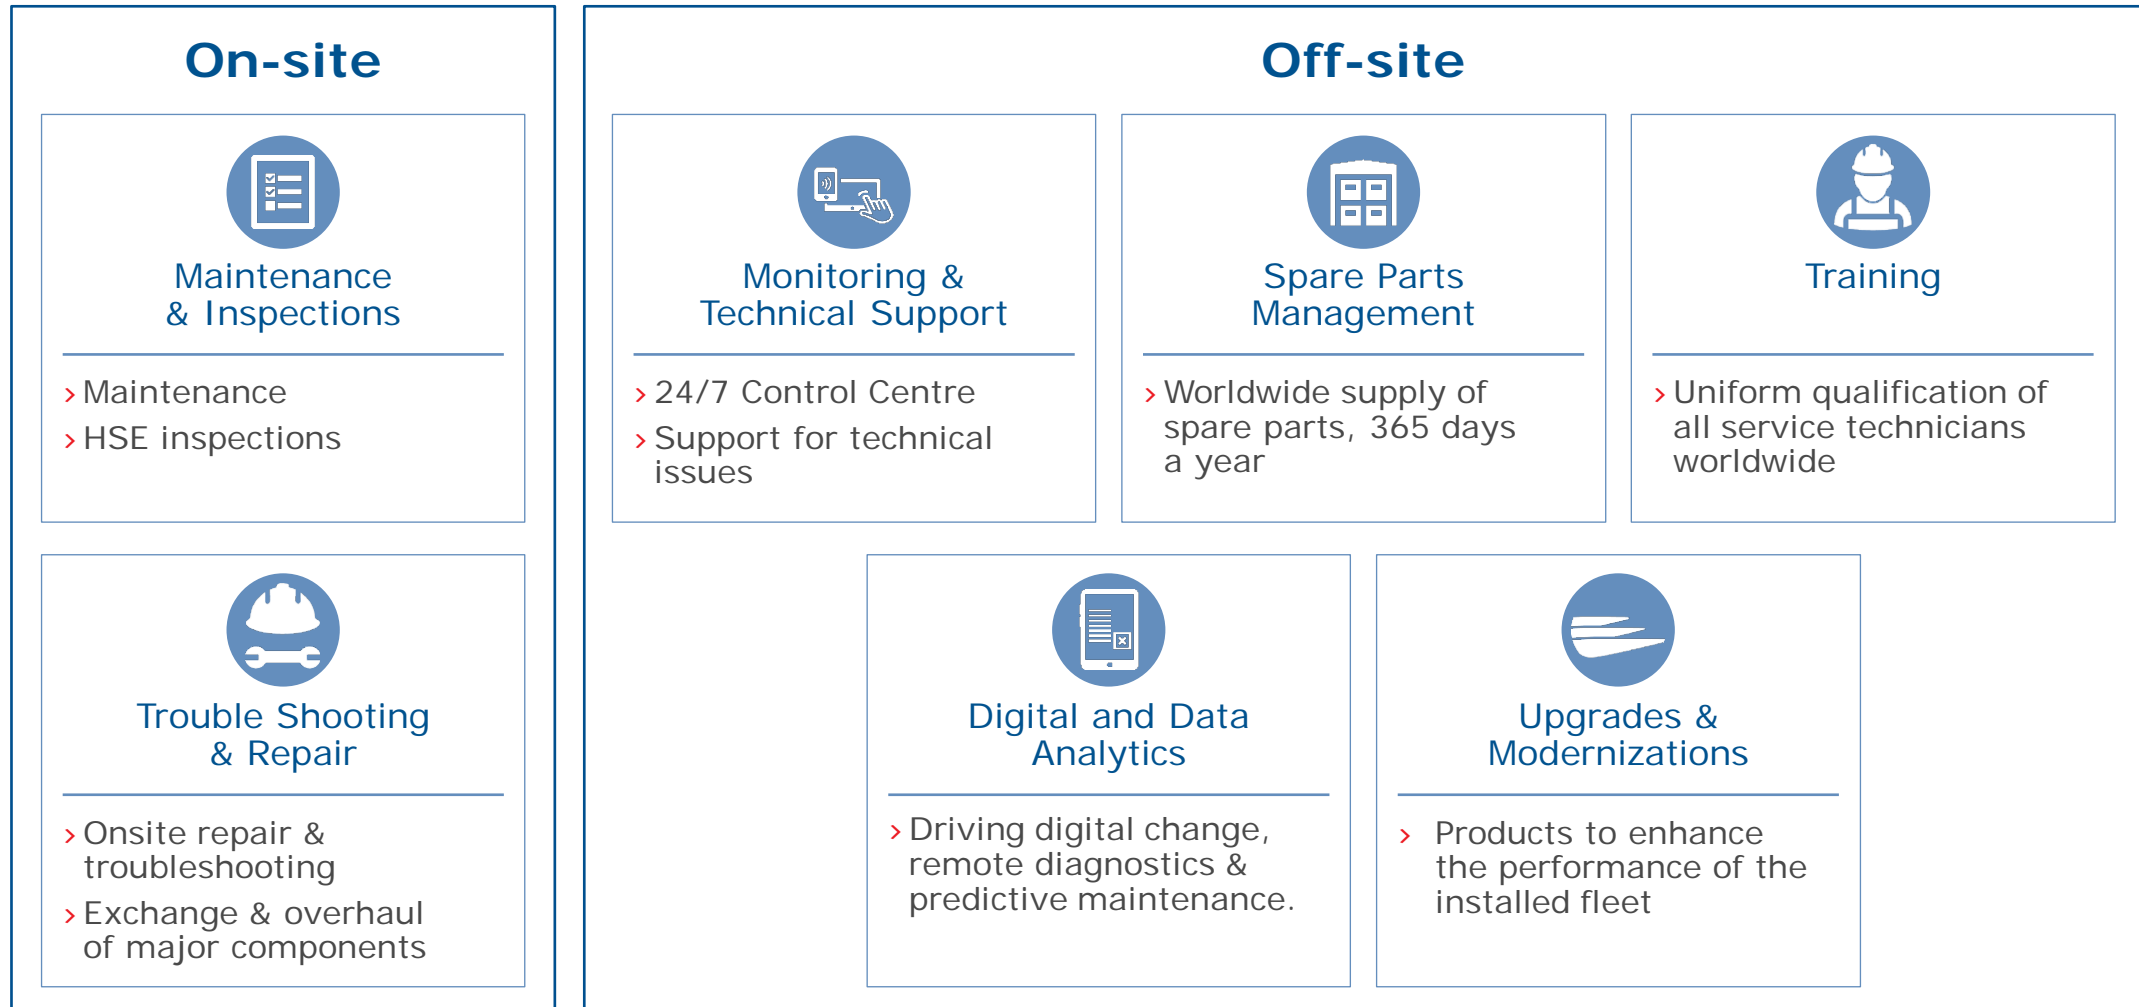 On-site
Maintenance
& Inspections
› Maintenance
› HSE inspections
Trouble Shooting
& Repair
› Onsite repair &
troubleshooting
› Exchange & overhaul
of major components
Off-site
Monitoring &
Technical Support
› 24/7 Control Centre
› Support for technical
issues
Spare Parts
Management
› Worldwide supply of
spare parts, 365 days
a year
Training
› Uniform qualification of
all service technicians
worldwide
Digital and Data
Analytics
› Driving digital change,
remote diagnostics &
predictive maintenance.
Upgrades &
Modernizations
› Products to enhance
the performance of the
installed fleet